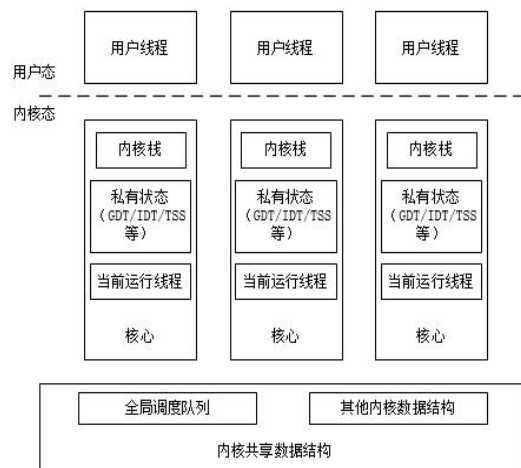 用户线程
用户线程
用户线程
用户态
内核态
内核栈
内核栈
内核栈
私有状态
(GDT/IDT/TSS
等)
私有状态
(GDT/IDT/TSS
等)
私有状态
(GDT/IDT/TSS
等)
当前运行线程
当前运行线程
当前运行线程
核心
核心
核心
全局调度队列
其他内核数据结构
内核共享数据结构